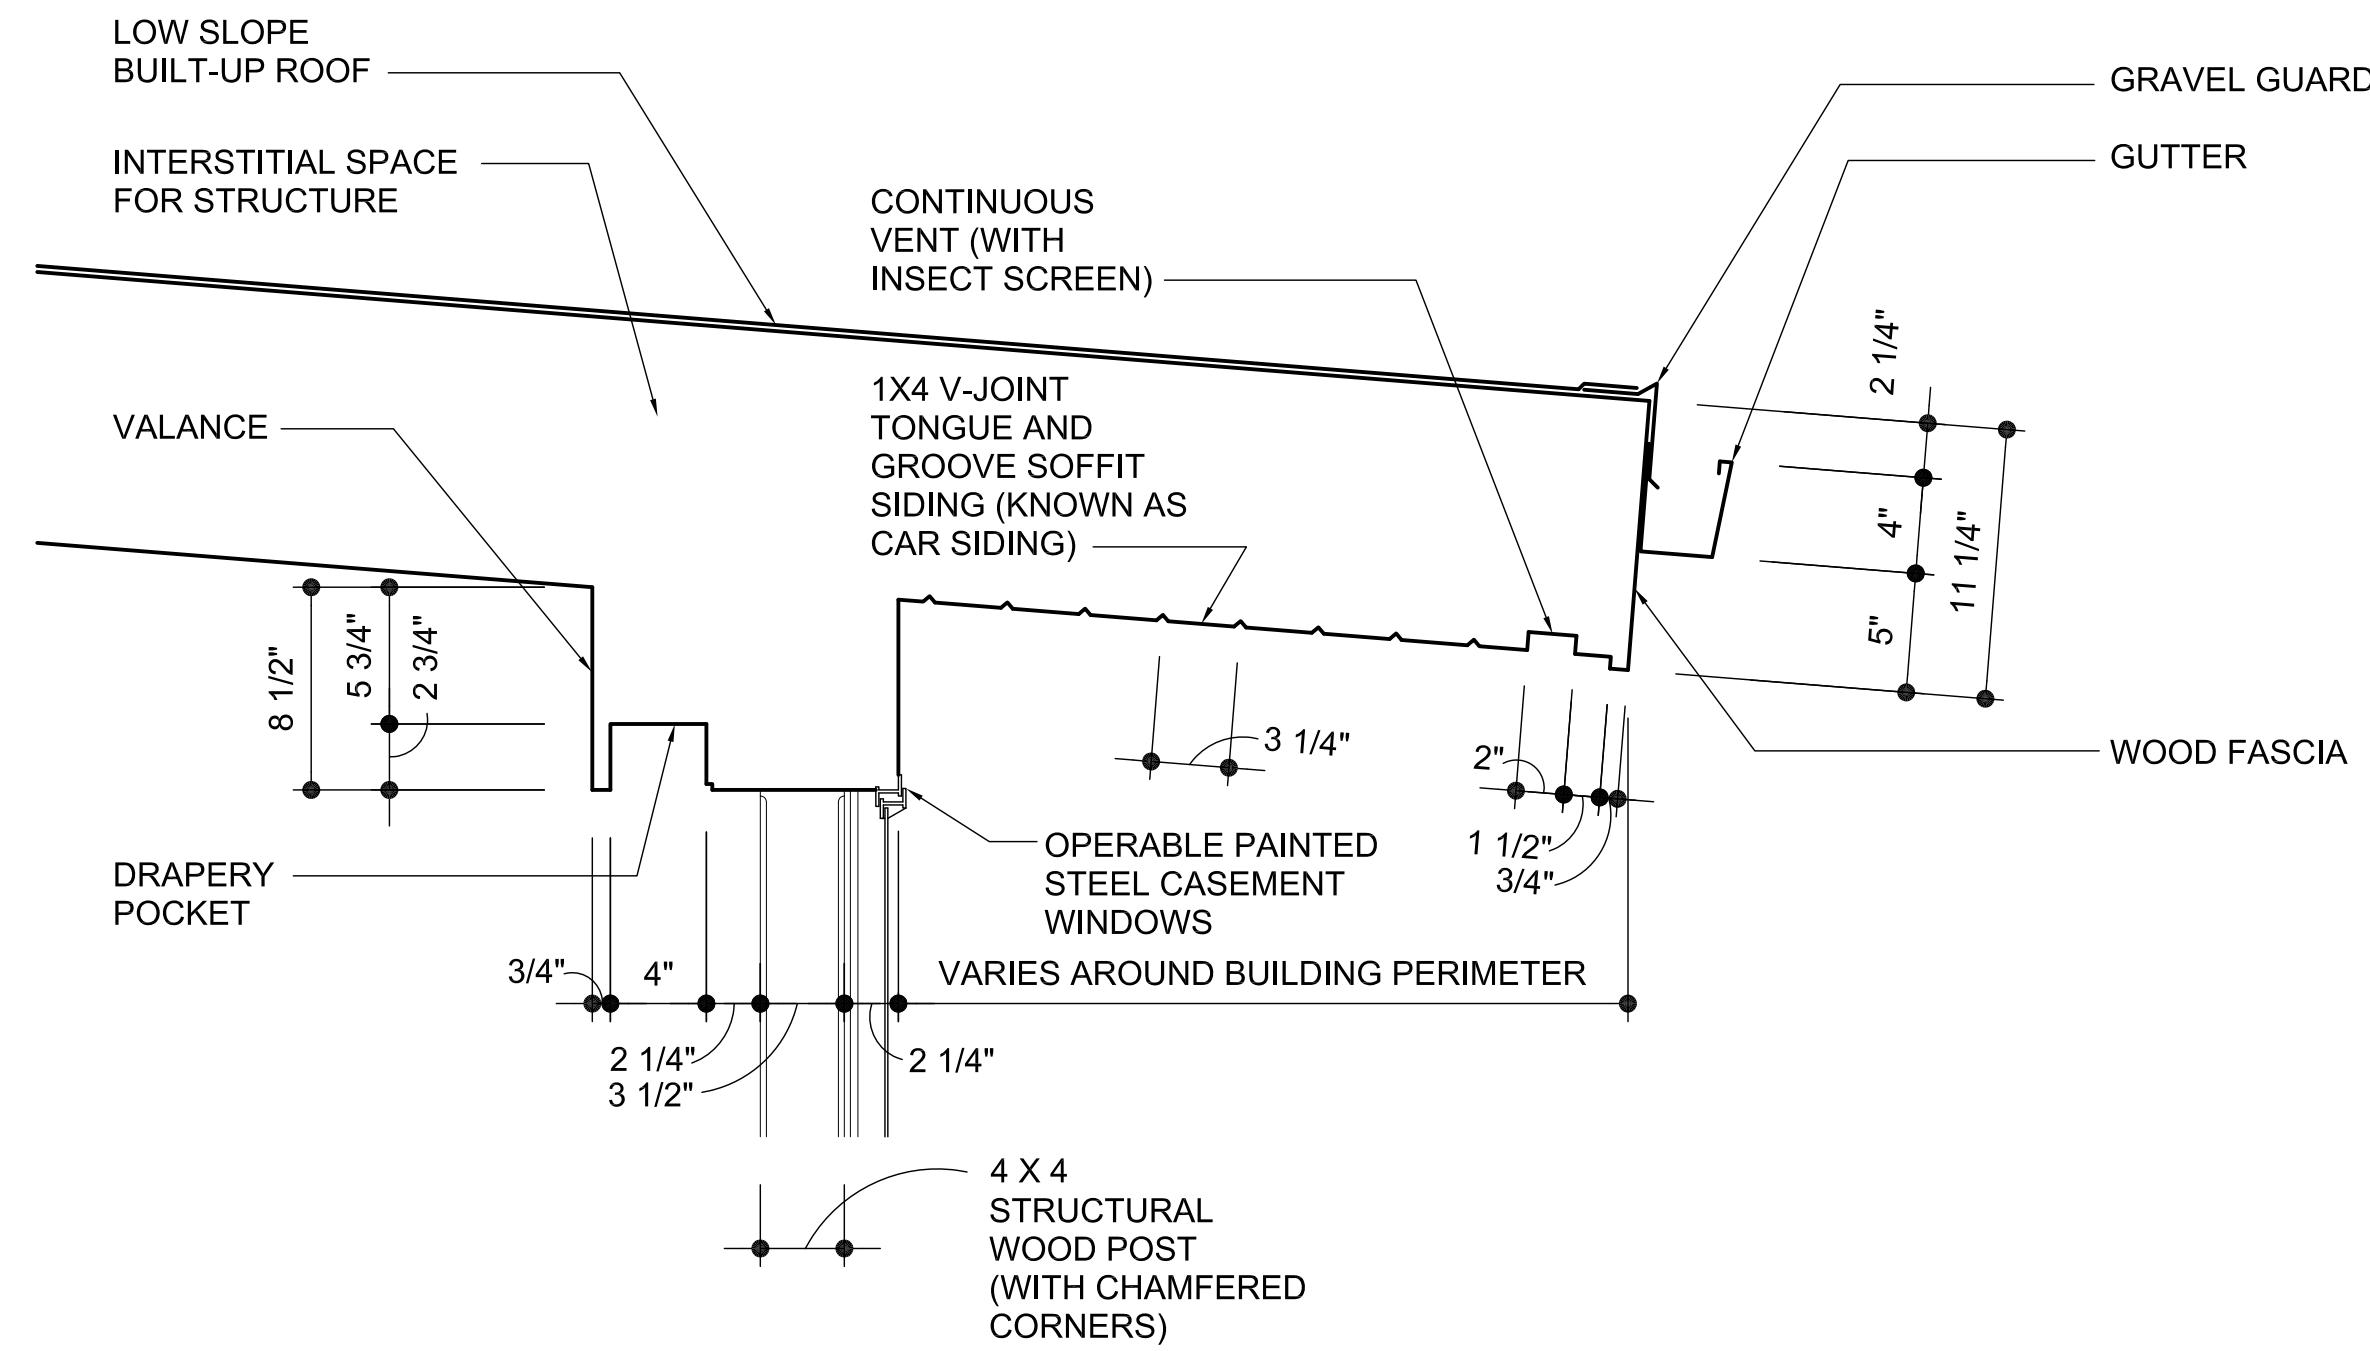 LOW SLOPE
BUILT-UP ROOF
GRAVEL GUARD
INTERSTITIAL SPACE
FOR STRUCTURE
GUTTER
CONTINUOUS
VENT (WITH
INSECT SCREEN)
2 1/4"
1X4 V-JOINT
TONGUE AND
GROOVE SOFFIT
SIDING (KNOWN AS
CAR SIDING)
VALANCE
4"
11 1/4"
5"
8 1/2"
5 3/4"
2 3/4"
3 1/4"
2"
WOOD FASCIA
1 1/2"
3/4"
OPERABLE PAINTED
STEEL CASEMENT
WINDOWS
DRAPERY
POCKET
3/4"
4"
VARIES AROUND BUILDING PERIMETER
2 1/4"
3 1/2"
2 1/4"
4 X 4
STRUCTURAL
WOOD POST
(WITH CHAMFERED
CORNERS)